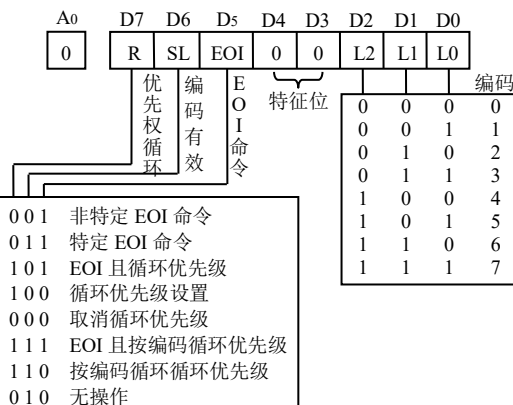 A0 D7 D6 D5 D4 D3 D2 D1 D0
0 R SL EOI 0 0 L2 L1 L0
优先权循环
编码有效
EOI命令
特征位
编码
0 0 0 0
0 0 1 1
0 1 0 2
0 1 1 3
1 0 0 4
1 0 1 5
1 1 0 6
1 1 1 7
0 0 1 非特定 EOI 命令
0 1 1 特定 EOI 命令
1 0 1 EOI 且循环优先级
1 0 0 循环优先级设置
0 0 0 取消循环优先级
1 1 1 EOI 且按编码循环优先级
1 1 0 按编码循环循环优先级
0 1 0 无操作